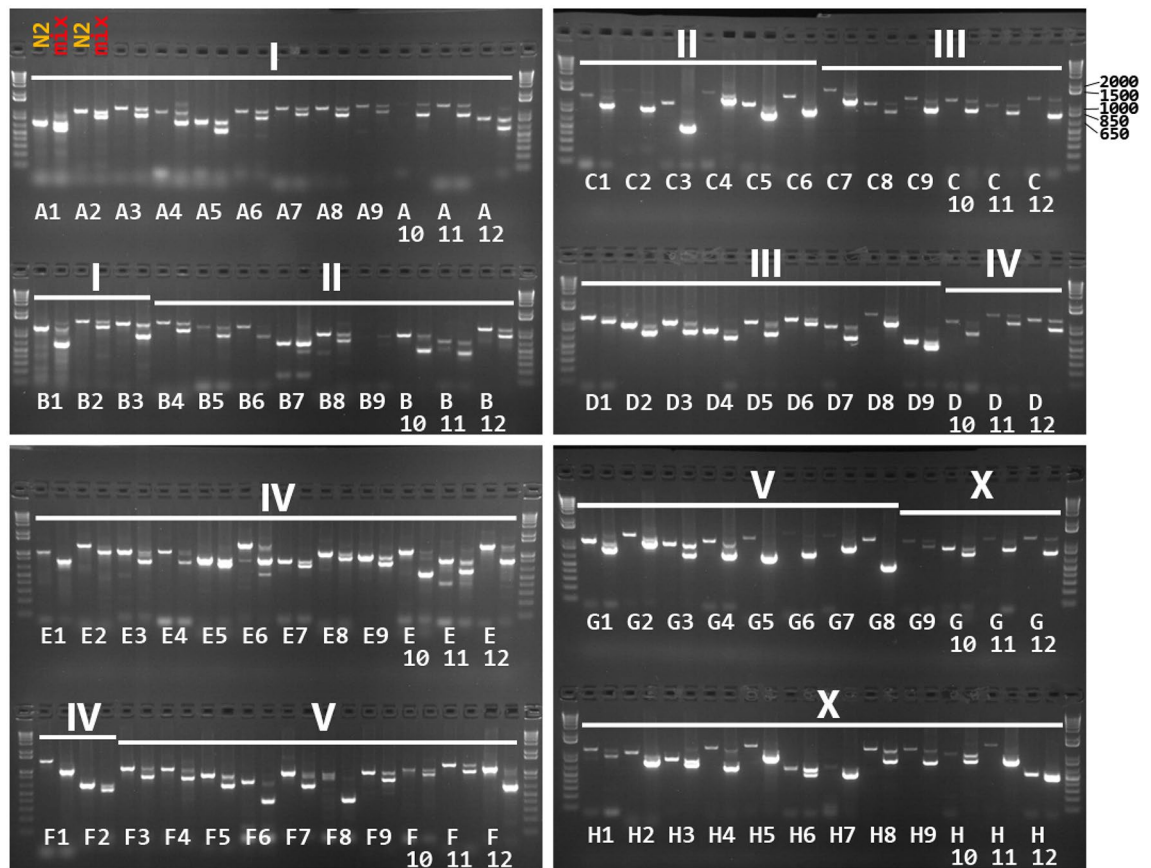 N2 mix N2 mix
I
A1 A2 A3 A4 A5 A6 A7 A8 A9 A A A
10 11 12
I II
B1 B2 B3 B4 B5 B6 B7 B8 B9 B B B
10 11 12
II III
2000
1500
1000
850
650
C1 C2 C3 C4 C5 C6 C7 C8 C9 C C C
10 11 12
III IV
D1 D2 D3 D4 D5 D6 D7 D8 D9 D D D
10 11 12
IV
E1 E2 E3 E4 E5 E6 E7 E8 E9 E E E
10 11 12
IV V
F1 F2 F3 F4 F5 F6 F7 F8 F9 F F F
10 11 12
V X
G1 G2 G3 G4 G5 G6 G7 G8 G9 G G G
10 11 12
X
H1 H2 H3 H4 H5 H6 H7 H8 H9 H H H
10 11 12